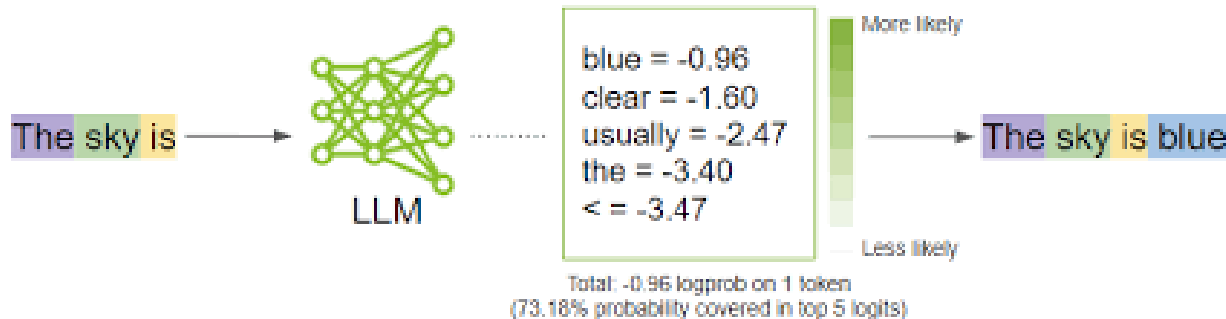 The sky is
LLM
blue = -0.96
clear = -1.60
usually = -2.47
the = -3.40
< = -3.47
More likely
Less likely
Total: -0.96 logprob on 1 token
(73.18% probability covered in top 5 logits)
The sky is blue